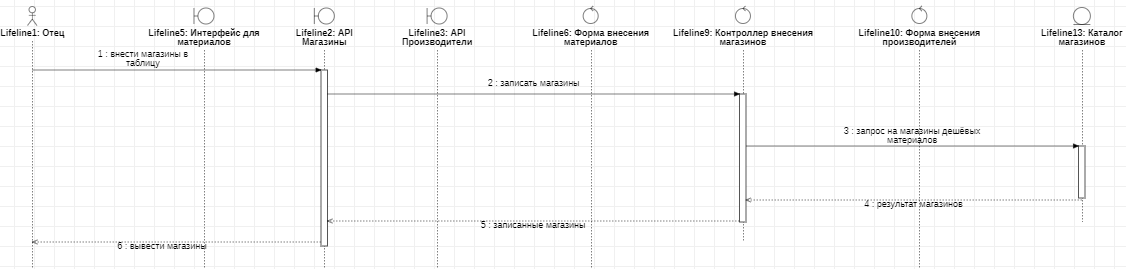 Lifeline1: Отец
Lifeline5: Интерфейс для
материалов
Lifeline2: API
Магазины
Lifeline3: API
Производители
Lifeline6: Форма внесения
материалов
Lifeline9: Контроллер внесения
магазинов
Lifeline10: Форма внесения
производителей
Lifeline13: Каталог
магазинов
1 : внести магазины в
таблицу
2 : записать магазины
3 : запрос на магазины дешёвых
материалов
4 : результат магазинов
5 : записанные магазины
6 : вывести магазины